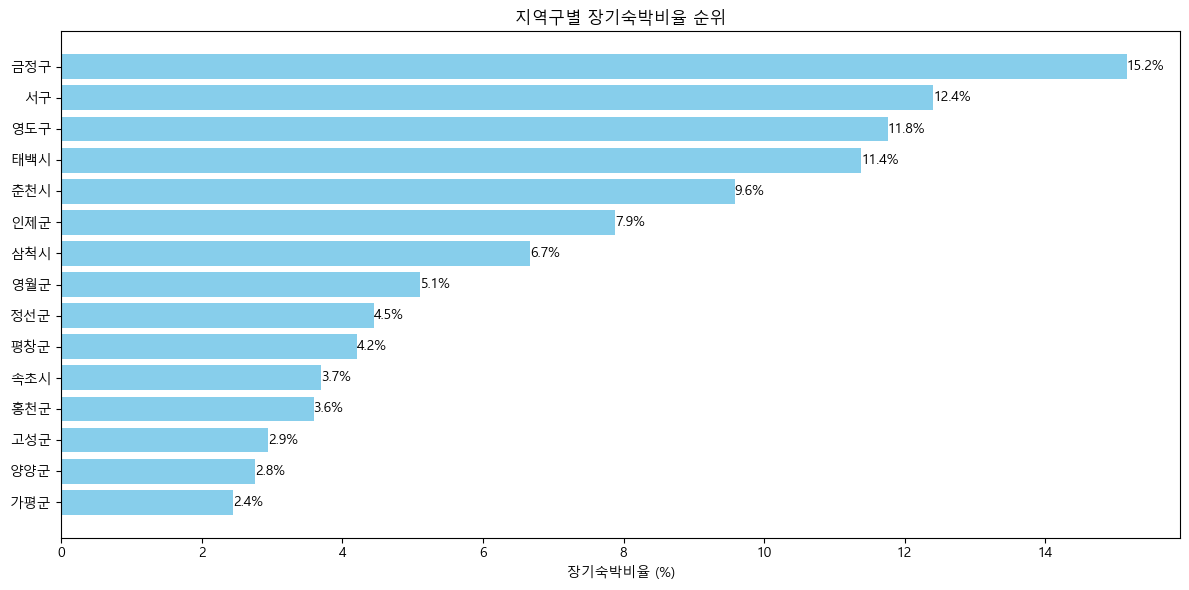 지역구별 장기숙박비율 순위
금정구 15.2%
서구 12.4%
영도구 11.8%
태백시 11.4%
춘천시 9.6%
인제군 7.9%
삼척시 6.7%
영월군 5.1%
정선군 4.5%
평창군 4.2%
속초시 3.7%
홍천군 3.6%
고성군 2.9%
양양군 2.8%
가평군 2.4%
0 2 4 6 8 10 12 14
장기숙박비율 (%)